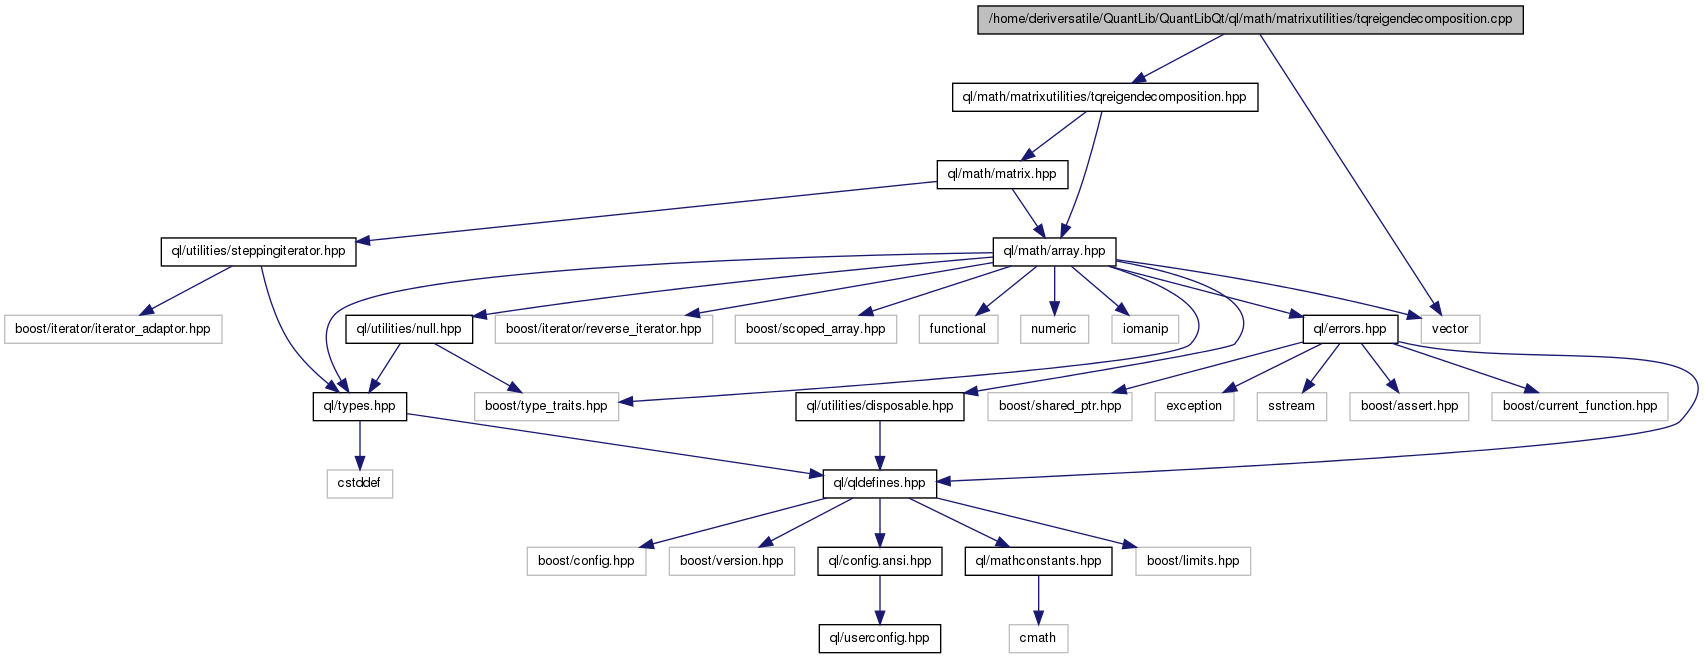 /home/deriversatile/QuantLib/QuantLibQt/ql/math/matrixutilities/tqreigendecomposition.cpp
ql/math/matrixutilities/tqreigendecomposition.hpp
ql/math/matrix.hpp
ql/utilities/steppingiterator.hpp
ql/math/array.hpp
boost/iterator/iterator_adaptor.hpp
ql/utilities/null.hpp
boost/iterator/reverse_iterator.hpp
boost/scoped_array.hpp
functional
numeric
iomanip
ql/errors.hpp
vector
ql/types.hpp
boost/type_traits.hpp
ql/utilities/disposable.hpp
boost/shared_ptr.hpp
exception
sstream
boost/assert.hpp
boost/current_function.hpp
cstddef
ql/qldefines.hpp
boost/config.hpp
boost/version.hpp
ql/config.ansi.hpp
ql/mathconstants.hpp
boost/limits.hpp
ql/userconfig.hpp
cmath